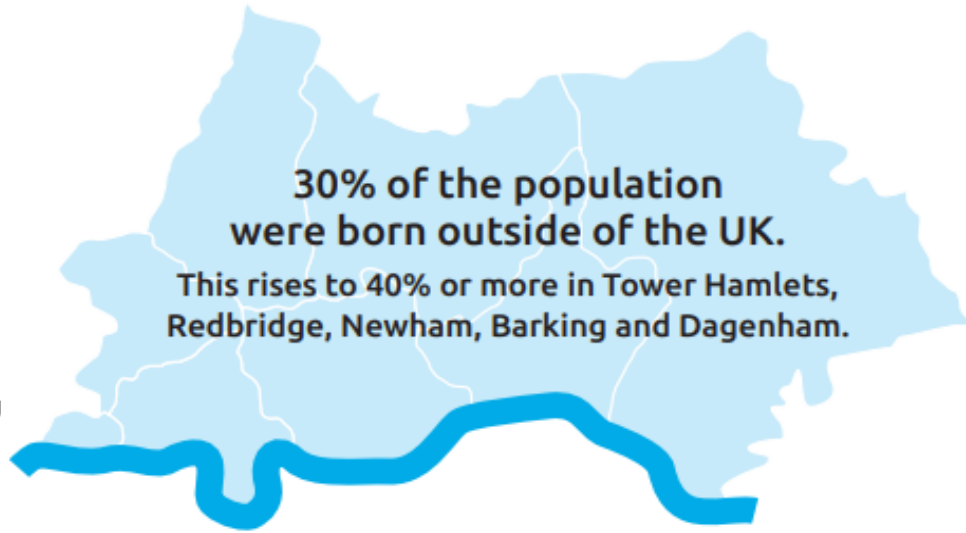 30% of the population
were born outside of the UK.
This rises to 40% or more in Tower Hamlets,
Redbridge, Newham, Barking and Dagenham.